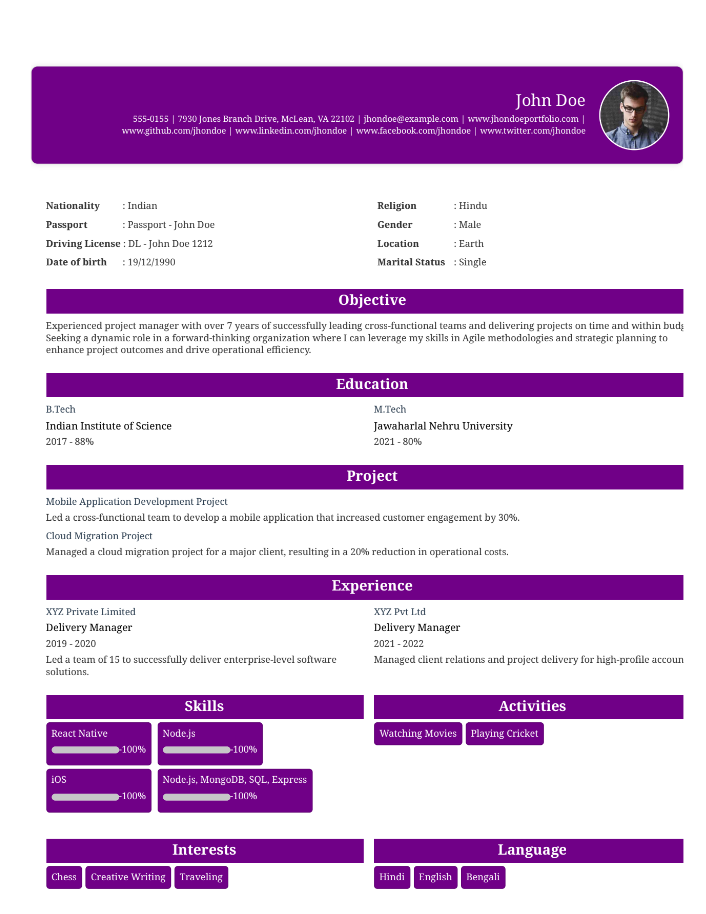 John Doe
555-0155 | 7930 Jones Branch Drive, McLean, VA 22102 | jhondoe@example.com | www.jhondoeportfolio.com |
www.github.com/jhondoe | www.linkedin.com/jhondoe | www.facebook.com/jhondoe | www.twitter.com/jhondoe
Nationality : Indian
Religion : Hindu
Passport : Passport - John Doe
Gender : Male
Driving License : DL - John Doe 1212
Location : Earth
Date of birth : 19/12/1990
Marital Status : Single
Objective
Experienced project manager with over 7 years of successfully leading cross-functional teams and delivering projects on time and within
Seeking a dynamic role in a forward-thinking organization where I can leverage my skills in Agile methodologies and strategic planning to
enhance project outcomes and drive operational efficiency.
Education
B.Tech
Indian Institute of Science
2017 - 88%
M.Tech
Jawaharlal Nehru University
2021 - 80%
Project
Mobile Application Development Project
Led a cross-functional team to develop a mobile application that increased customer engagement by 30%.
Cloud Migration Project
Managed a cloud migration project for a major client, resulting in a 20% reduction in operational costs.
Experience
XYZ Private Limited
Delivery Manager
2019 - 2020
Led a team of 15 to successfully deliver enterprise-level software
solutions.
XYZ Pvt Ltd
Delivery Manager
2021 - 2022
Managed client relations and project delivery for high-profile accoun
Skills
React Native
-100%
Node.js
-100%
iOS
-100%
Node.js, MongoDB, SQL, Express
-100%
Activities
Watching Movies
Playing Cricket
Interests
Chess
Creative Writing
Traveling
Language
Hindi
English
Bengali